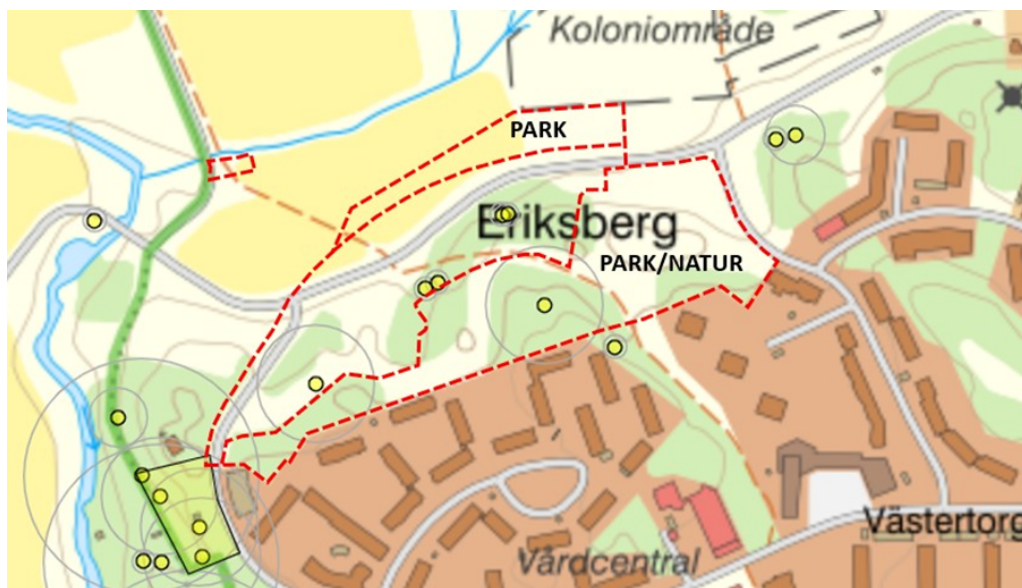 Koloniområde
PARK
Eriksberg
PARK/NATUR
Västertorg
Vårdcentral